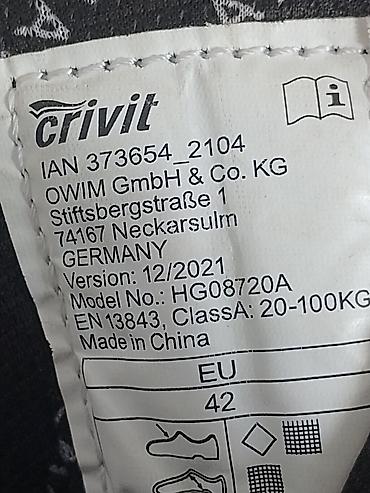 crivit
IAN 373654_2104
OWIM GmbH & Co. KG
Stiftsbergstraße 1
74167 Neckarsulm
GERMANY
Version: 12/2021
Model No.: HG08720A
EN 13843, ClassA: 20-100KG
Made in China
EU
42